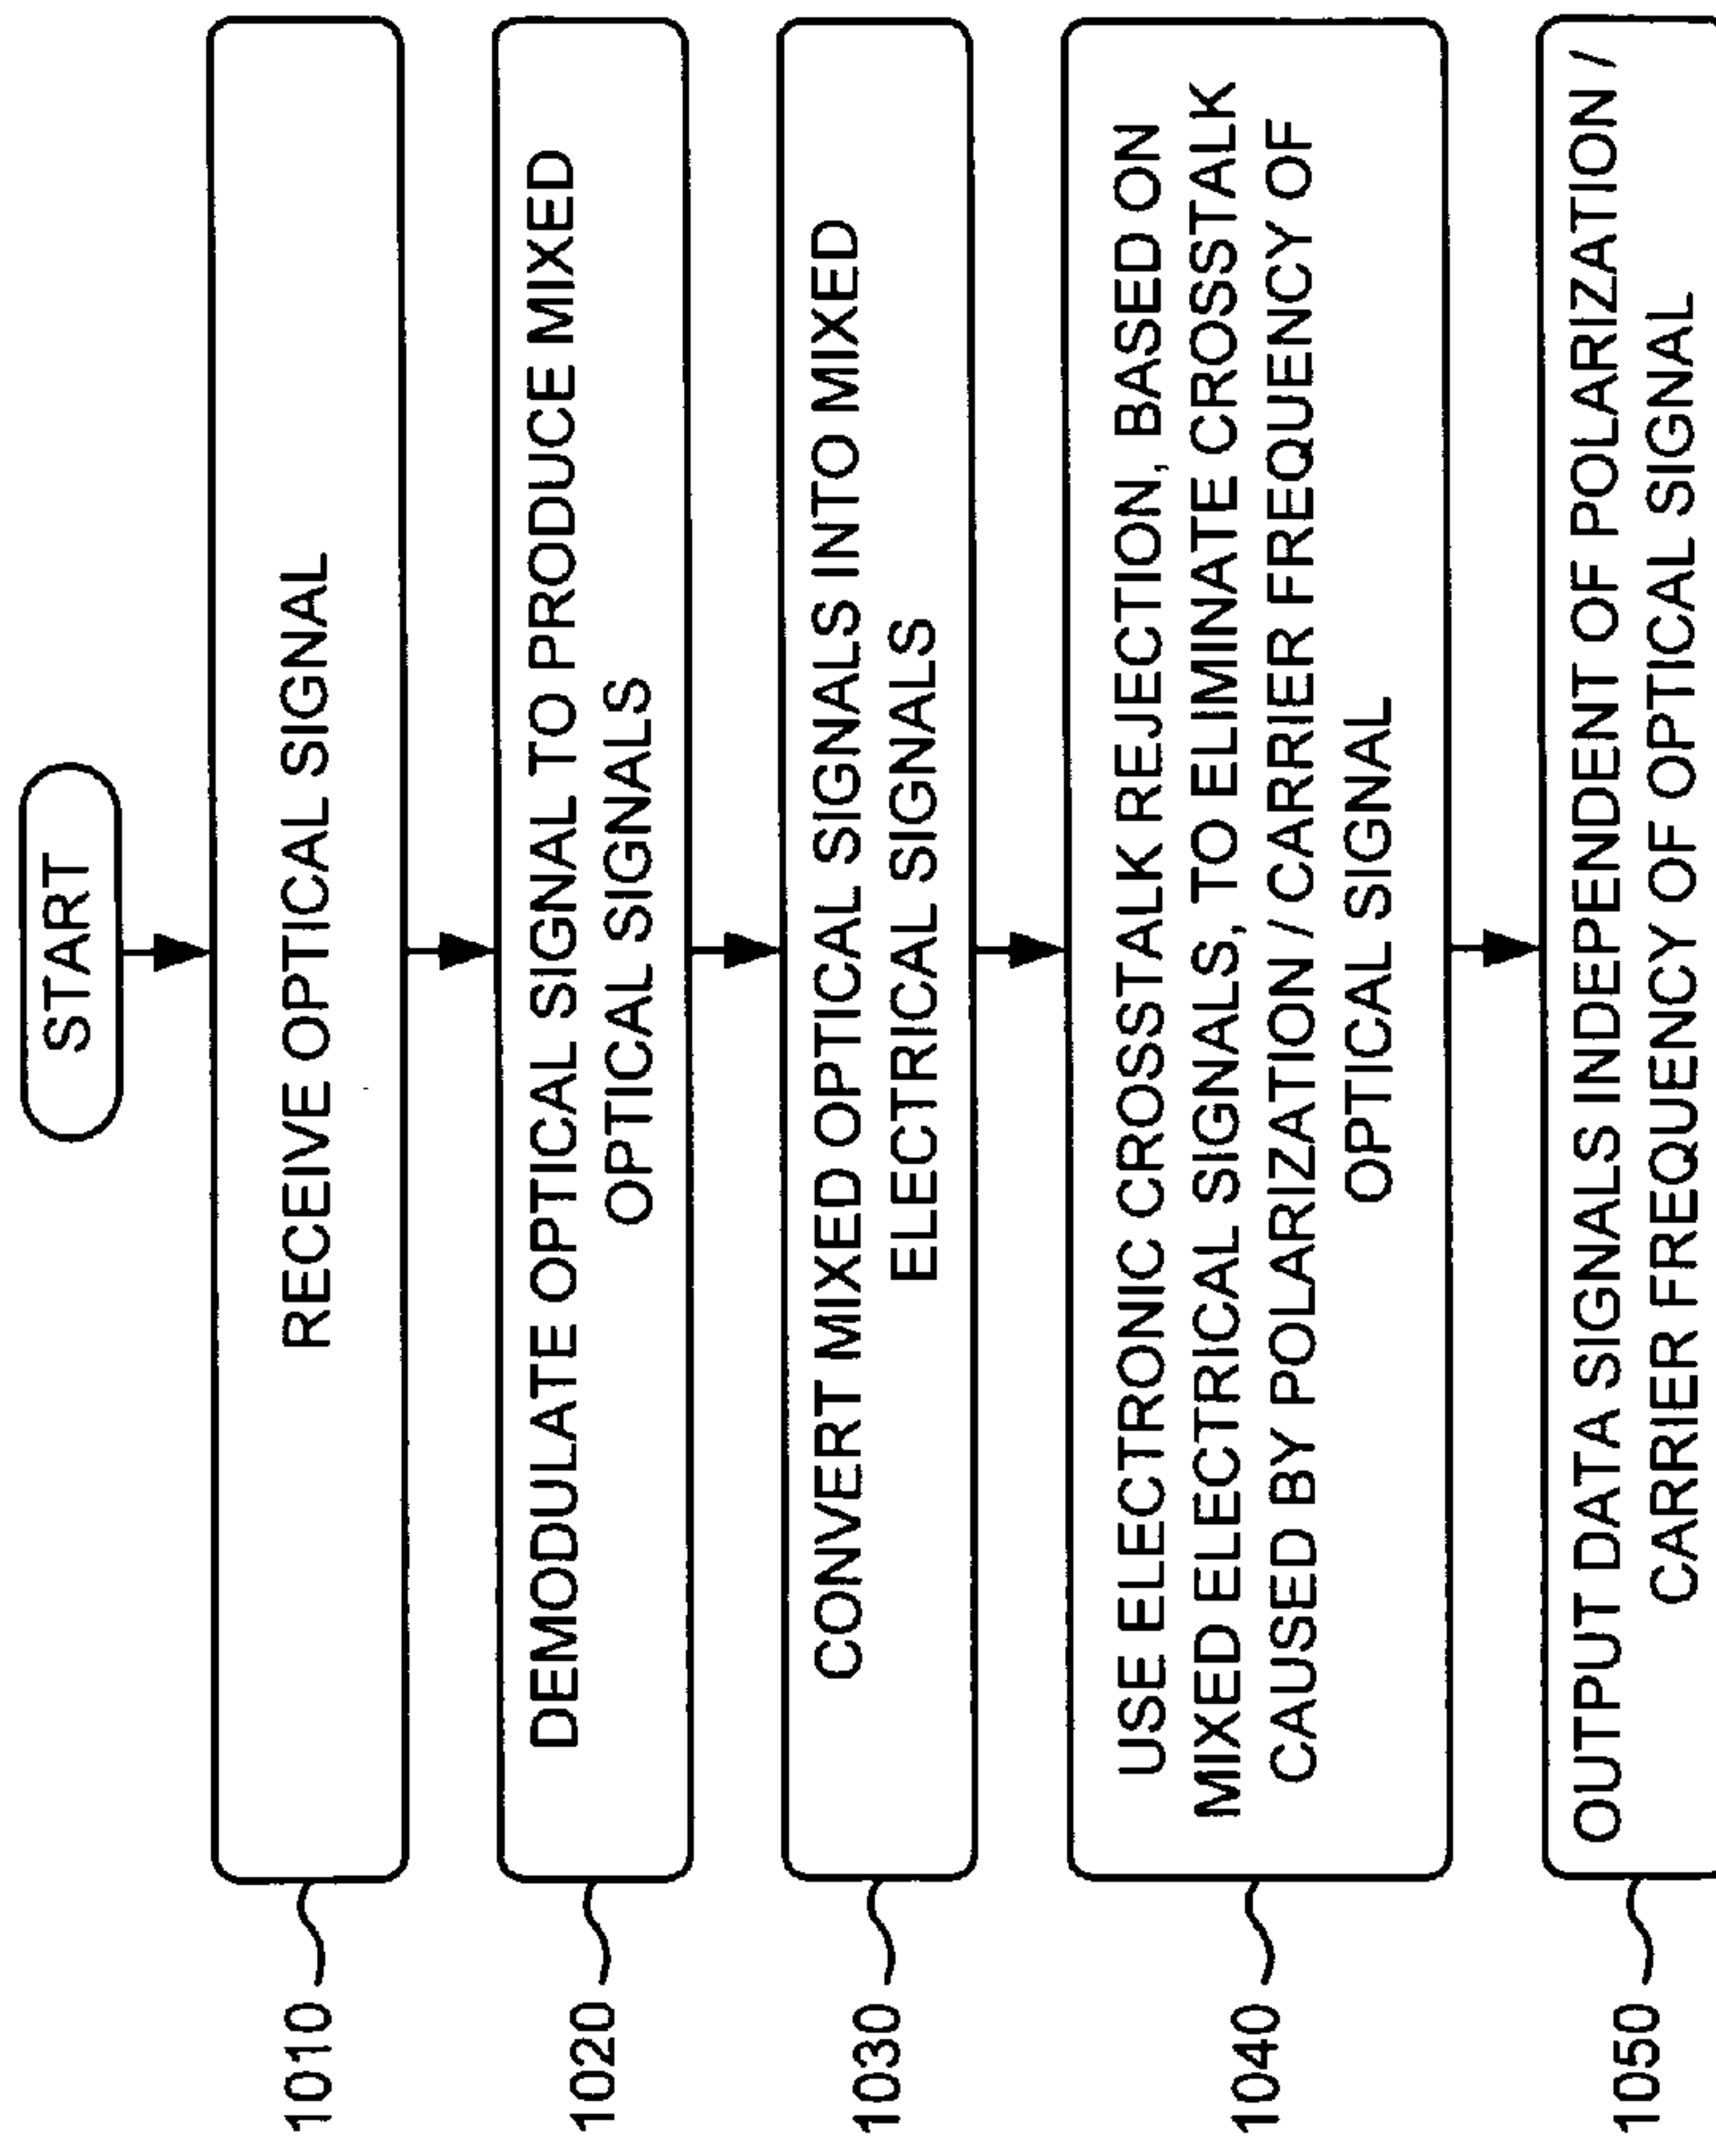 START
RECEIVE OPTICAL SIGNAL
1010
DEMODULATE OPTICAL SIGNAL TO PRODUCE MIXED
OPTICAL SIGNALS
1020
CONVERT MIXED OPTICAL SIGNALS INTO MIXED
ELECTRICAL SIGNALS
1030
USE ELECTRONIC CROSSTALK REJECTION, BASED ON
MIXED ELECTRICAL SIGNALS, TO ELIMINATE CROSSTALK
CAUSED BY POLARIZATION / CARRIER FREQUENCY OF
OPTICAL SIGNAL
1040
OUTPUT DATA SIGNALS INDEPENDENT OF POLARIZATION /
CARRIER FREQUENCY OF OPTICAL SIGNAL
1050